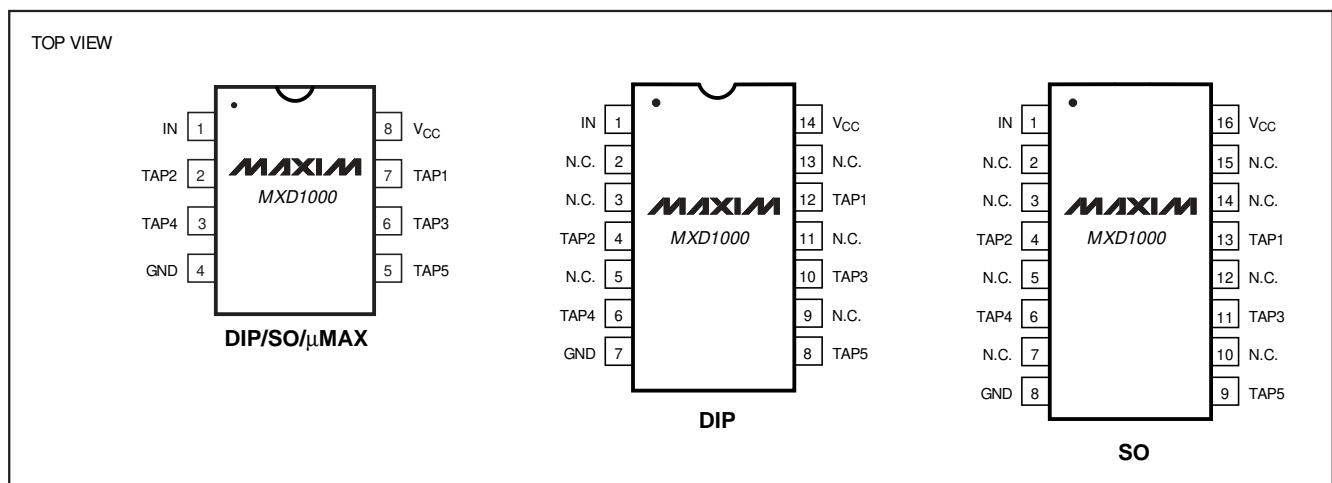 TOP VIEW
IN 1
TAP2 2
TAP4 3
GND 4
8 VCC
7 TAP1
6 TAP3
5 TAP5
MAXIM
MXD1000
DIP/SO/µMAX
IN 1
N.C. 2
N.C. 3
TAP2 4
N.C. 5
TAP4 6
GND 7
14 VCC
13 N.C.
12 TAP1
11 N.C.
10 TAP3
9 N.C.
8 TAP5
MAXIM
MXD1000
DIP
IN 1
N.C. 2
N.C. 3
TAP2 4
N.C. 5
TAP4 6
N.C. 7
GND 8
16 VCC
15 N.C.
14 N.C.
13 TAP1
12 N.C.
11 TAP3
10 N.C.
9 TAP5
MAXIM
MXD1000
SO